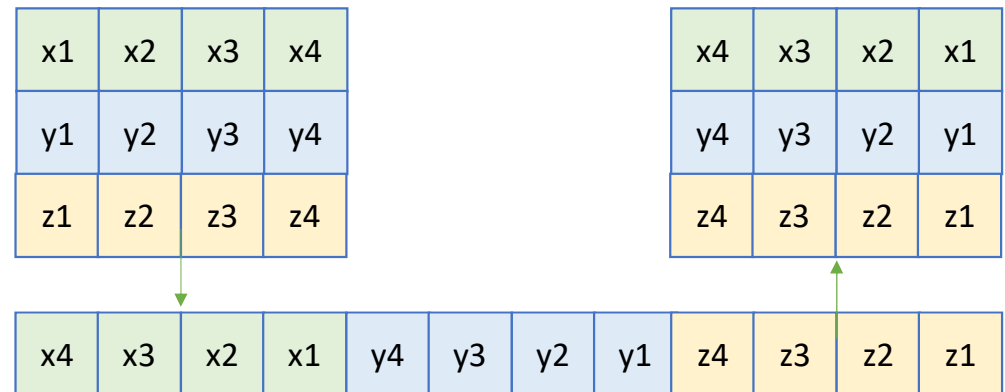 x1 x2 x3 x4 x4 x3 x2 x1
y1 y2 y3 y4 y4 y3 y2 y1
z1 z2 z3 z4 z4 z3 z2 z1
x4 x3 x2 x1 y4 y3 y2 y1 z4 z3 z2 z1